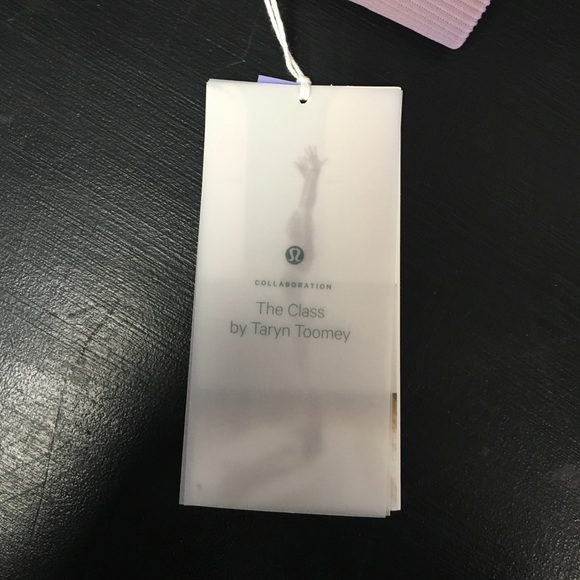 COLLABORATION
The Class
by Taryn Toomey